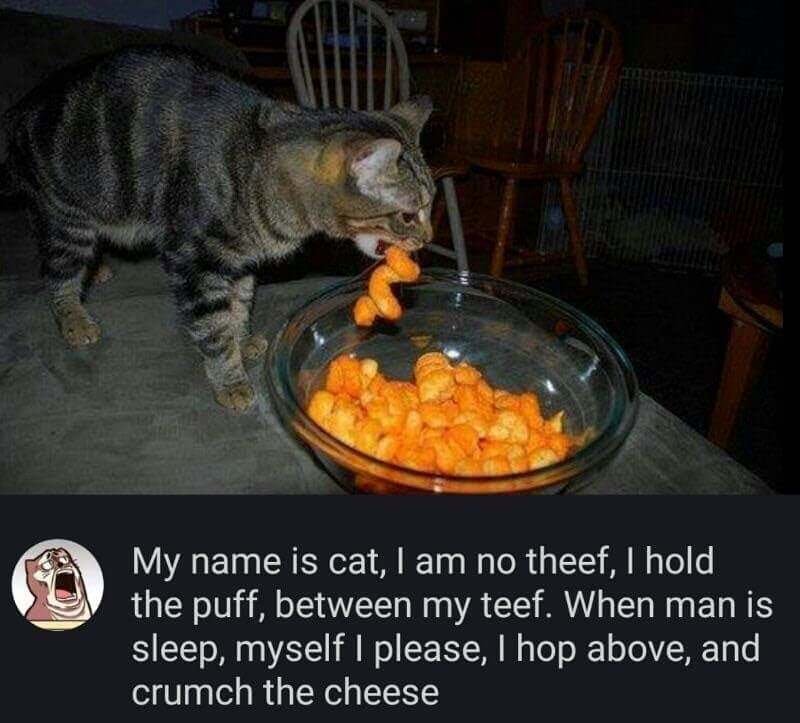 My name is cat, I am no theef, I hold
the puff, between my teef. When man is
sleep, myself I please, I hop above, and
crumch the cheese